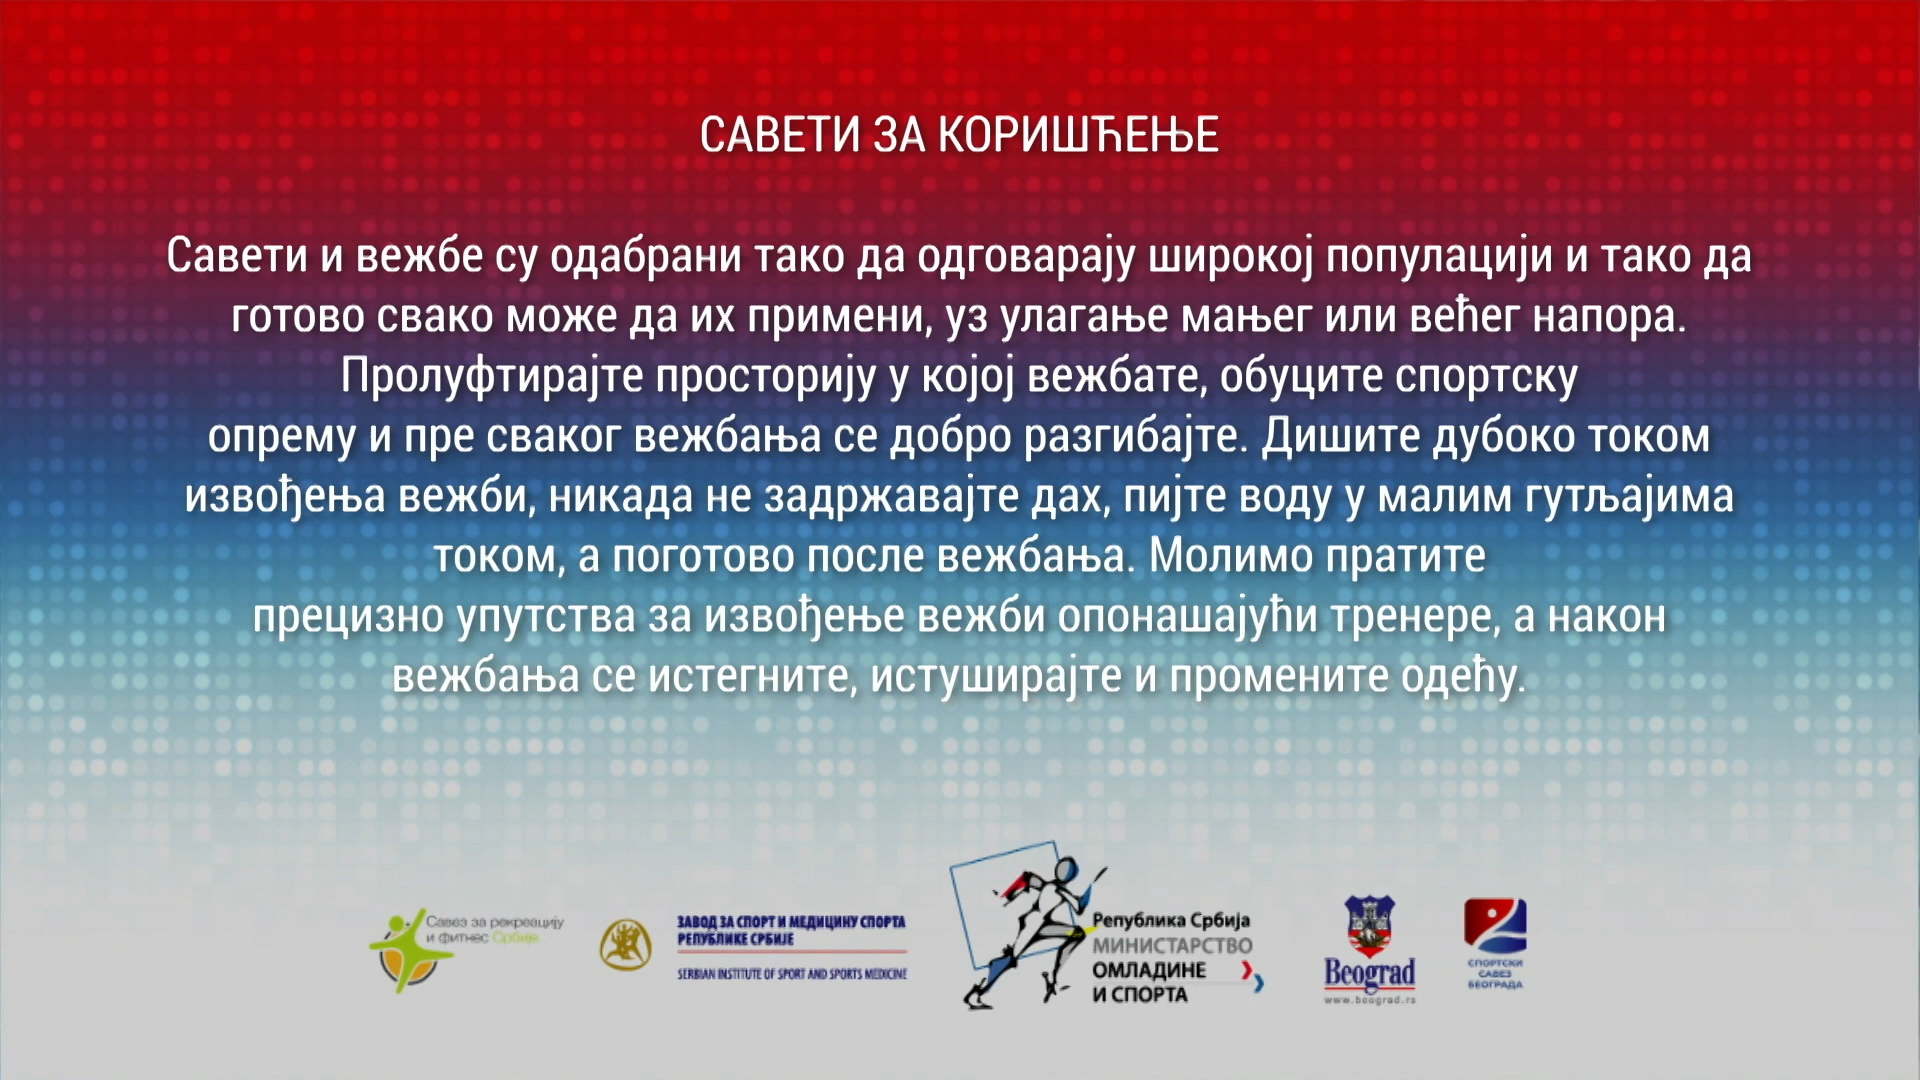 САВЕТИ ЗА КОРИШЋЕЊЕ
Савети и вежбе су одабрани тако да одговарају широкој популацији и тако да
готово свако може да их примени, уз улагање мањег или већег напора.
Пролуфтирајте просторију у којој вежбате, обуците спортску
опрему и пре сваког вежбања се добро разгибајте. Дишите дубоко током
извођења вежби, никада не задржавајте дах, пијте воду у малим гутљајима
током, а поготово после вежбања. Молимо пратите
прецизно упутства за извођење вежби опонашајући тренере, а након
вежбања се истегните, истуширајте и промените одећу.
Савез за рекреацију
и фитнес Србије
ЗАВОД ЗА СПОРТ И МЕДИЦИНУ СПОРТА
РЕПУБЛИКЕ СРБИЈЕ
SERBIAN INSTITUTE OF SPORT AND SPORTS MEDICINE
Република Србија
МИНИСТАРСТВО
ОМЛАДИНЕ
И СПОРТА
Beograd
www.beograd.rs
СПОРТСКИ
САВЕЗ
БЕОГРАДА